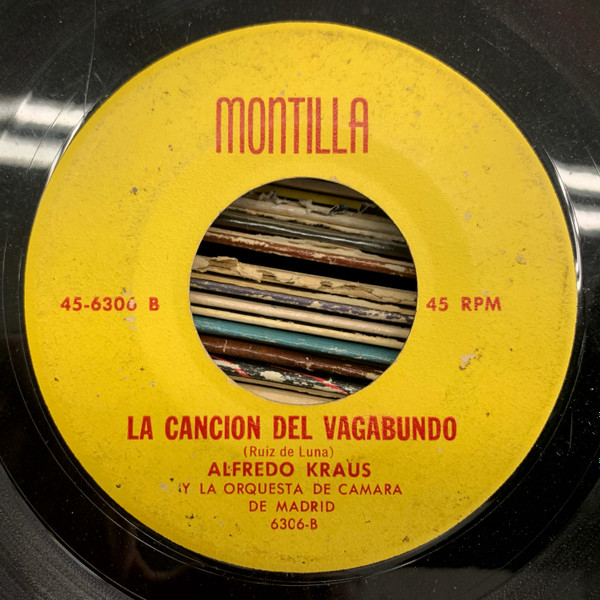 MONTILLA
45-6306 B
45 RPM
LA CANCION DEL VAGABUNDO
(Ruiz de Luna)
ALFREDO KRAUS
Y LA ORQUESTA DE CAMARA
DE MADRID
6306-B